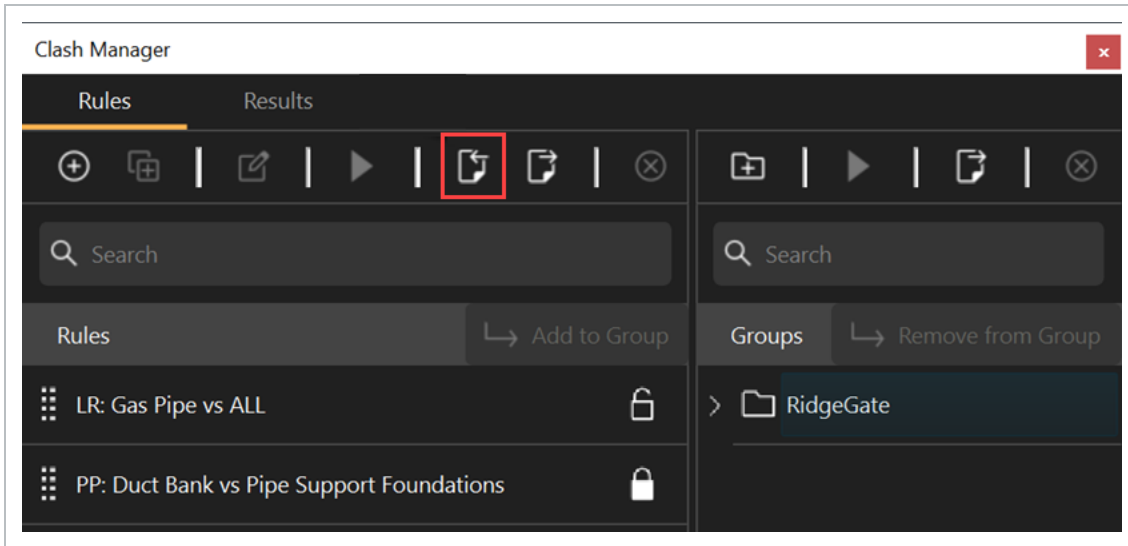 Clash Manager
Rules Results
Search
Search
Rules Add to Group
Groups Remove from Group
LR: Gas Pipe vs ALL
RidgeGate
PP: Duct Bank vs Pipe Support Foundations